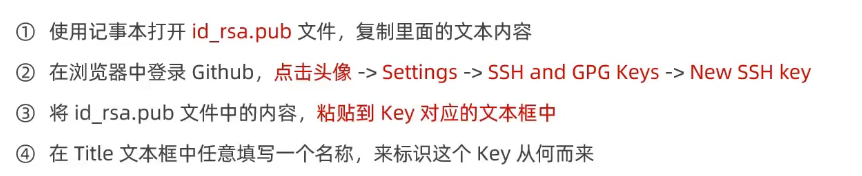 ① 使用记事本打开 id_rsa.pub 文件，复制里面的文本内容
② 在浏览器中登录 Github，点击头像 -> Settings -> SSH and GPG Keys -> New SSH key
③ 将 id_rsa.pub 文件中的内容，粘贴到 Key 对应的文本框中
④ 在 Title 文本框中任意填写一个名称，来标识这个 Key 从何而来